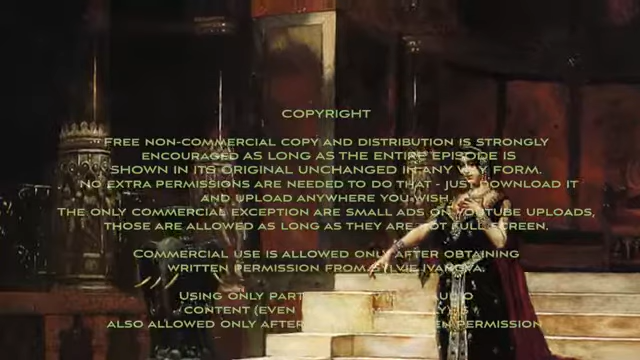 COPYRIGHT
FREE NON-COMMERCIAL COPY AND DISTRIBUTION IS STRONGLY
ENCOURAGED AS LONG AS THE ENTIRE EPISODE IS
SHOWN IN ITS ORIGINAL UNCHANGED IN ANY WAY FORM.
NO EXTRA PERMISSIONS ARE NEEDED TO DO THAT - JUST DOWNLOAD IT
AND UPLOAD ANYWHERE YOU WISH.
THE ONLY COMMERCIAL EXCEPTION ARE SMALL ADS ON YOUTUBE UPLOADS,
THOSE ARE ALLOWED AS LONG AS THEY ARE NOT FULL SCREEN.
COMMERCIAL USE IS ALLOWED ONLY AFTER OBTAINING
WRITTEN PERMISSION FROM SYLVIE IVANOVA.
USING ONLY PART
CONTENT (EVEN
ALSO ALLOWED ONLY AFTER PERMISSION